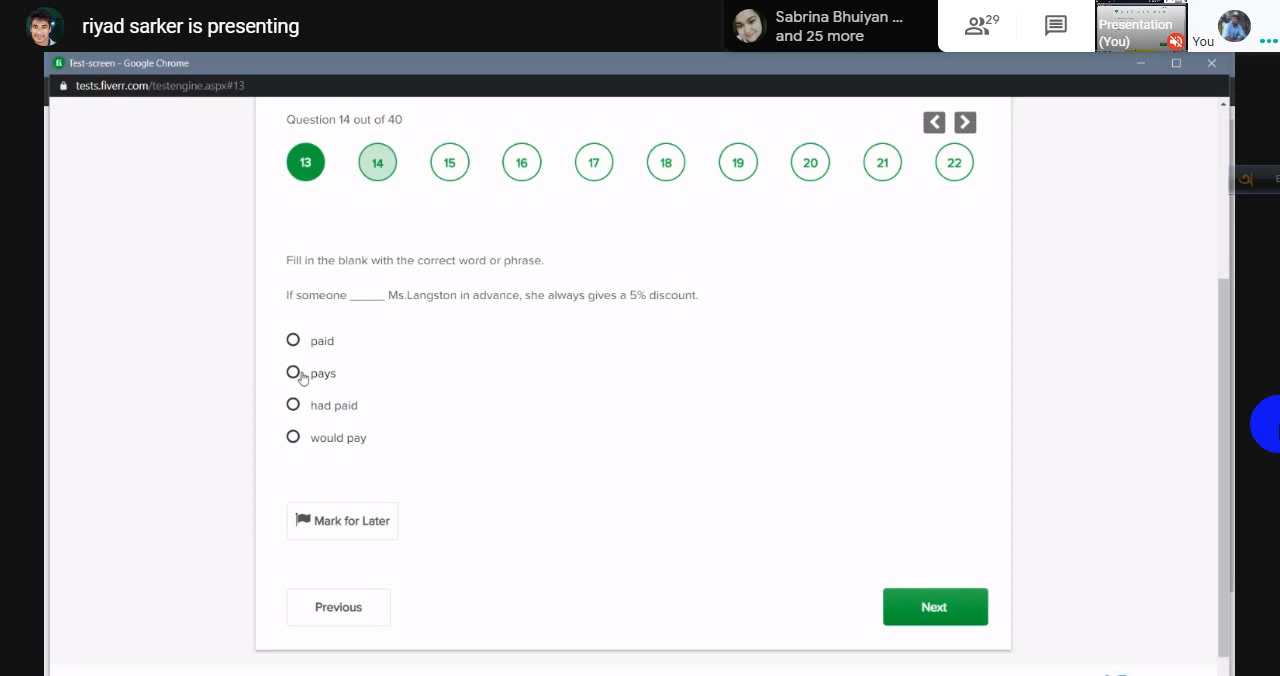 riyad sarker is presenting
Sabrina Bhuiyan ...
and 25 more
29
Presentation
(You)
You
Test-screen - Google Chrome
tests.fiverr.com/testengine.aspx#13
Question 14 out of 40
13 14 15 16 17 18 19 20 21 22
Fill in the blank with the correct word or phrase.
If someone _____ Ms.Langston in advance, she always gives a 5% discount.
paid
pays
had paid
would pay
Mark for Later
Previous
Next